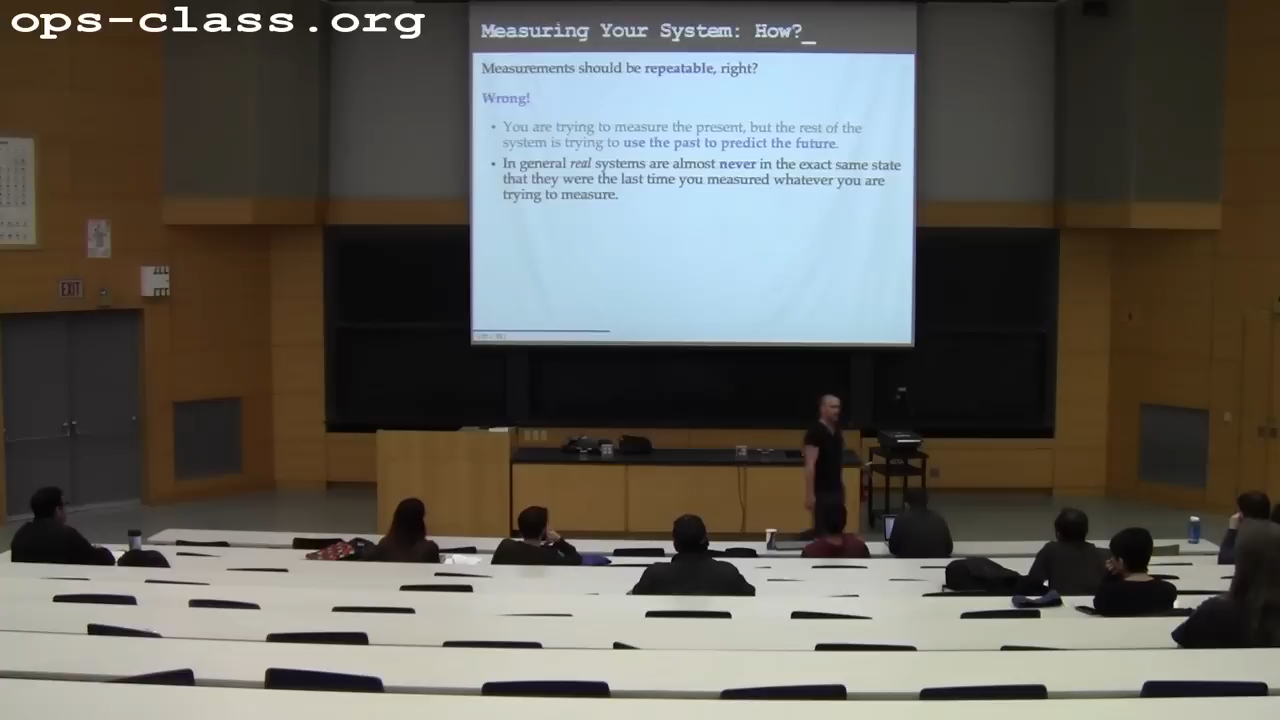 ops-class.org
Measuring Your System: How?_
Measurements should be repeatable, right?
Wrong!
• You are trying to measure the present, but the rest of the
system is trying to use the past to predict the future.
• In general real systems are almost never in the exact same state
that they were the last time you measured whatever you are
trying to measure.
EXIT